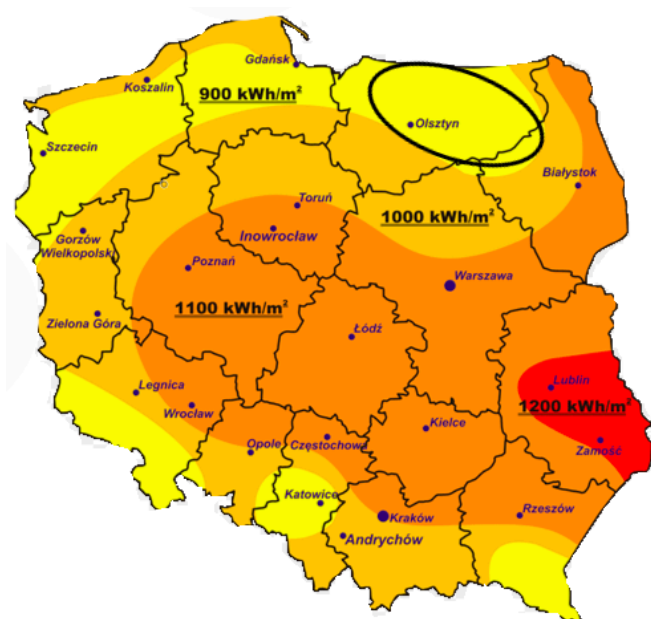 Gdańsk
Koszalin
900 kWh/m²
Olsztyn
Szczecin
Białystok
Toruń
1000 kWh/m²
Gorzów
Wielkopolsk
Inowrocław
Poznań
Warszawa
1100 kWh/m²
Zielona Góra
Łódź
Legnica
Lublin
Wrocław
1200 kWh/m²
Kielce
Opole
Częstochowa
Zamość
Katowice
Rzeszów
Kraków
Andrychów